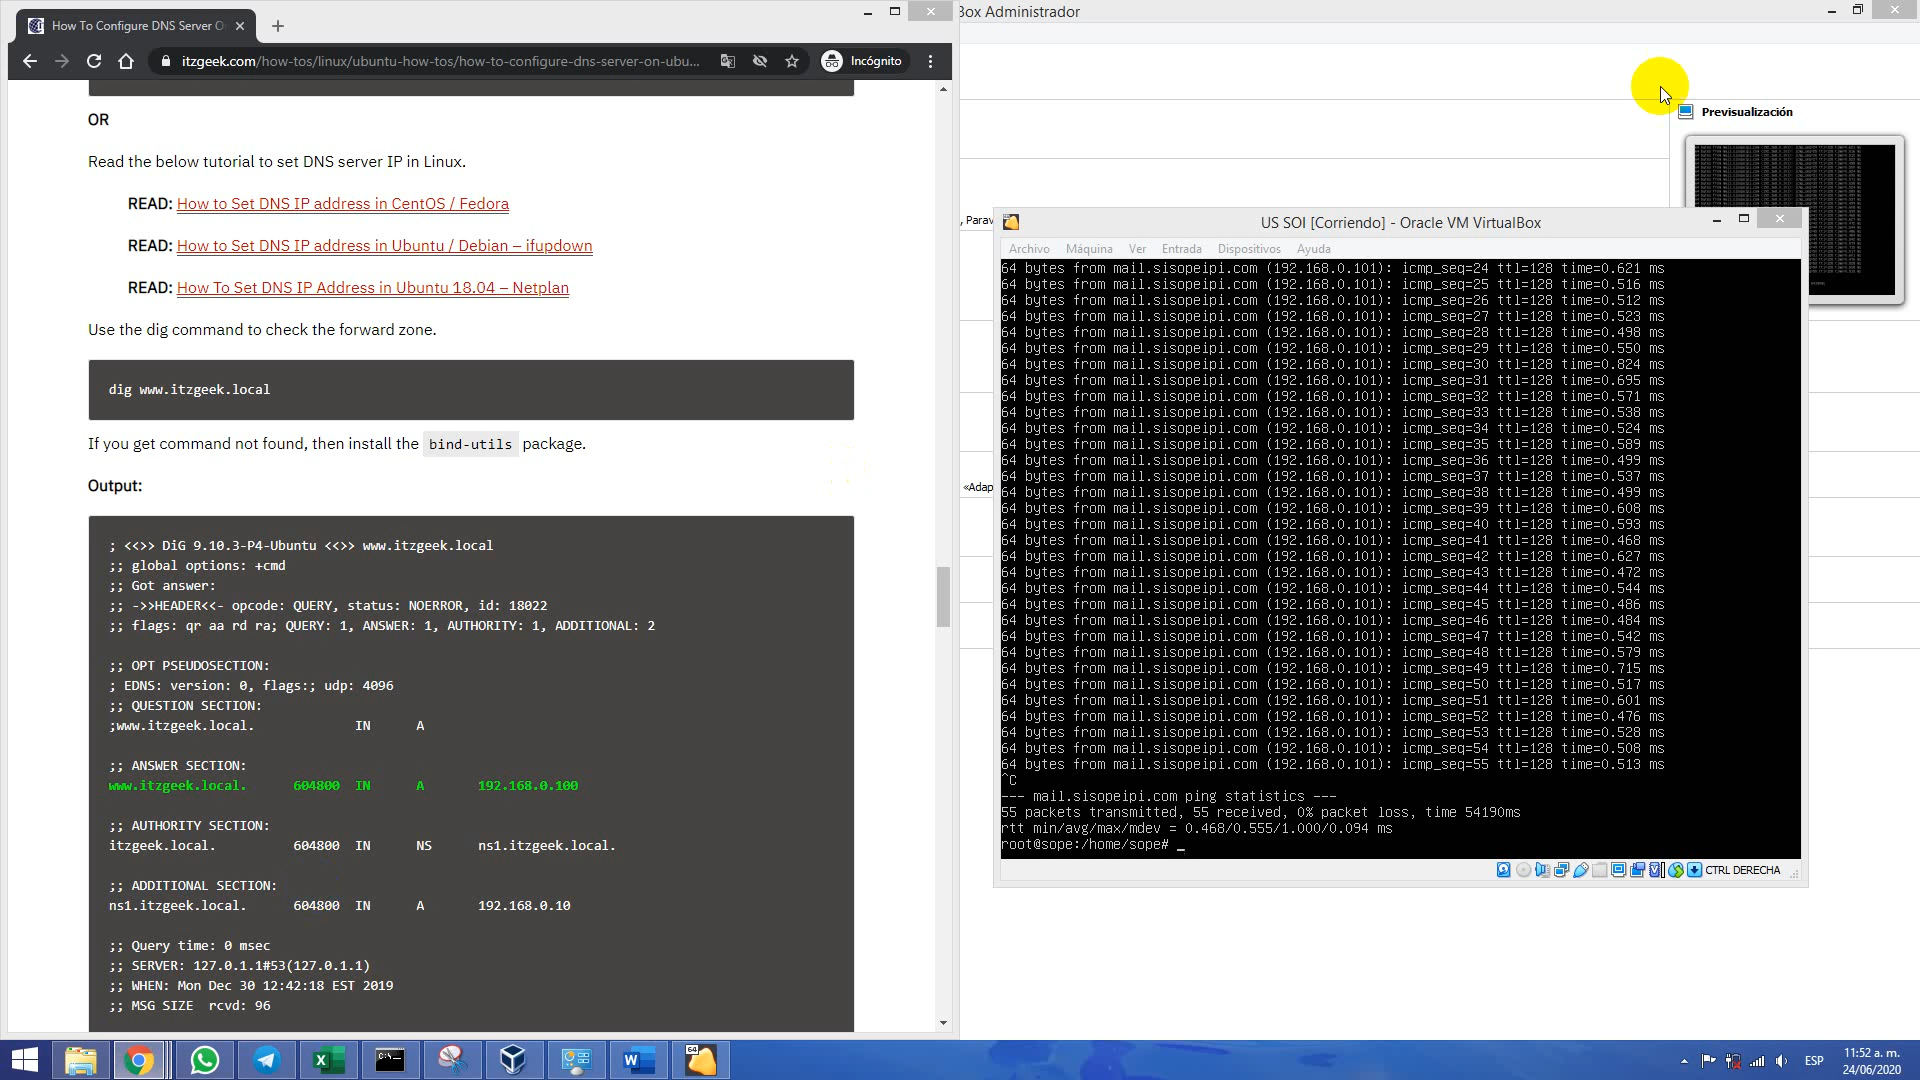 How To Configure DNS Server O
itzgeek.com/how-tos/linux/ubuntu-how-tos/how-to-configure-dns-server-on-ubu...
Incógnito
OR
Read the below tutorial to set DNS server IP in Linux.
READ: How to Set DNS IP address in CentOS / Fedora
READ: How to Set DNS IP address in Ubuntu / Debian – ifupdown
READ: How To Set DNS IP Address in Ubuntu 18.04 – Netplan
Use the dig command to check the forward zone.
dig www.itzgeek.local
If you get command not found, then install the bind-utils package.
Output:
; <<>> DiG 9.10.3-P4-Ubuntu <<>> www.itzgeek.local
;; global options: +cmd
;; Got answer:
;; ->>HEADER<<- opcode: QUERY, status: NOERROR, id: 18022
;; flags: qr aa rd ra; QUERY: 1, ANSWER: 1, AUTHORITY: 1, ADDITIONAL: 2
;; OPT PSEUDOSECTION:
; EDNS: version: 0, flags:; udp: 4096
;; QUESTION SECTION:
;www.itzgeek.local. IN A
;; ANSWER SECTION:
www.itzgeek.local. 604800 IN A 192.168.0.100
;; AUTHORITY SECTION:
itzgeek.local. 604800 IN NS ns1.itzgeek.local.
;; ADDITIONAL SECTION:
ns1.itzgeek.local. 604800 IN A 192.168.0.10
;; Query time: 0 msec
;; SERVER: 127.0.1.1#53(127.0.1.1)
;; WHEN: Mon Dec 30 12:42:18 EST 2019
;; MSG SIZE rcvd: 96
Box Administrador
Previsualización
, Parav
«Adap
US SOI [Corriendo] - Oracle VM VirtualBox
Archivo Máquina Ver Entrada Dispositivos Ayuda
64 bytes from mail.sisopeipi.com (192.168.0.101): icmp_seq=24 ttl=128 time=0.621 ms
64 bytes from mail.sisopeipi.com (192.168.0.101): icmp_seq=25 ttl=128 time=0.516 ms
64 bytes from mail.sisopeipi.com (192.168.0.101): icmp_seq=26 ttl=128 time=0.512 ms
64 bytes from mail.sisopeipi.com (192.168.0.101): icmp_seq=27 ttl=128 time=0.523 ms
64 bytes from mail.sisopeipi.com (192.168.0.101): icmp_seq=28 ttl=128 time=0.498 ms
64 bytes from mail.sisopeipi.com (192.168.0.101): icmp_seq=29 ttl=128 time=0.550 ms
64 bytes from mail.sisopeipi.com (192.168.0.101): icmp_seq=30 ttl=128 time=0.824 ms
64 bytes from mail.sisopeipi.com (192.168.0.101): icmp_seq=31 ttl=128 time=0.695 ms
64 bytes from mail.sisopeipi.com (192.168.0.101): icmp_seq=32 ttl=128 time=0.571 ms
64 bytes from mail.sisopeipi.com (192.168.0.101): icmp_seq=33 ttl=128 time=0.538 ms
64 bytes from mail.sisopeipi.com (192.168.0.101): icmp_seq=34 ttl=128 time=0.524 ms
64 bytes from mail.sisopeipi.com (192.168.0.101): icmp_seq=35 ttl=128 time=0.589 ms
64 bytes from mail.sisopeipi.com (192.168.0.101): icmp_seq=36 ttl=128 time=0.499 ms
64 bytes from mail.sisopeipi.com (192.168.0.101): icmp_seq=37 ttl=128 time=0.537 ms
64 bytes from mail.sisopeipi.com (192.168.0.101): icmp_seq=38 ttl=128 time=0.499 ms
64 bytes from mail.sisopeipi.com (192.168.0.101): icmp_seq=39 ttl=128 time=0.608 ms
64 bytes from mail.sisopeipi.com (192.168.0.101): icmp_seq=40 ttl=128 time=0.593 ms
64 bytes from mail.sisopeipi.com (192.168.0.101): icmp_seq=41 ttl=128 time=0.468 ms
64 bytes from mail.sisopeipi.com (192.168.0.101): icmp_seq=42 ttl=128 time=0.627 ms
64 bytes from mail.sisopeipi.com (192.168.0.101): icmp_seq=43 ttl=128 time=0.472 ms
64 bytes from mail.sisopeipi.com (192.168.0.101): icmp_seq=44 ttl=128 time=0.544 ms
64 bytes from mail.sisopeipi.com (192.168.0.101): icmp_seq=45 ttl=128 time=0.486 ms
64 bytes from mail.sisopeipi.com (192.168.0.101): icmp_seq=46 ttl=128 time=0.484 ms
64 bytes from mail.sisopeipi.com (192.168.0.101): icmp_seq=47 ttl=128 time=0.542 ms
64 bytes from mail.sisopeipi.com (192.168.0.101): icmp_seq=48 ttl=128 time=0.579 ms
64 bytes from mail.sisopeipi.com (192.168.0.101): icmp_seq=49 ttl=128 time=0.715 ms
64 bytes from mail.sisopeipi.com (192.168.0.101): icmp_seq=50 ttl=128 time=0.517 ms
64 bytes from mail.sisopeipi.com (192.168.0.101): icmp_seq=51 ttl=128 time=0.601 ms
64 bytes from mail.sisopeipi.com (192.168.0.101): icmp_seq=52 ttl=128 time=0.476 ms
64 bytes from mail.sisopeipi.com (192.168.0.101): icmp_seq=53 ttl=128 time=0.528 ms
64 bytes from mail.sisopeipi.com (192.168.0.101): icmp_seq=54 ttl=128 time=0.508 ms
64 bytes from mail.sisopeipi.com (192.168.0.101): icmp_seq=55 ttl=128 time=0.513 ms
^C
--- mail.sisopeipi.com ping statistics ---
55 packets transmitted, 55 received, 0% packet loss, time 54190ms
rtt min/avg/max/mdev = 0.468/0.555/1.000/0.094 ms
root@sope:/home/sope# _
CTRL DERECHA
ESP
11:52 a. m.
24/06/2020